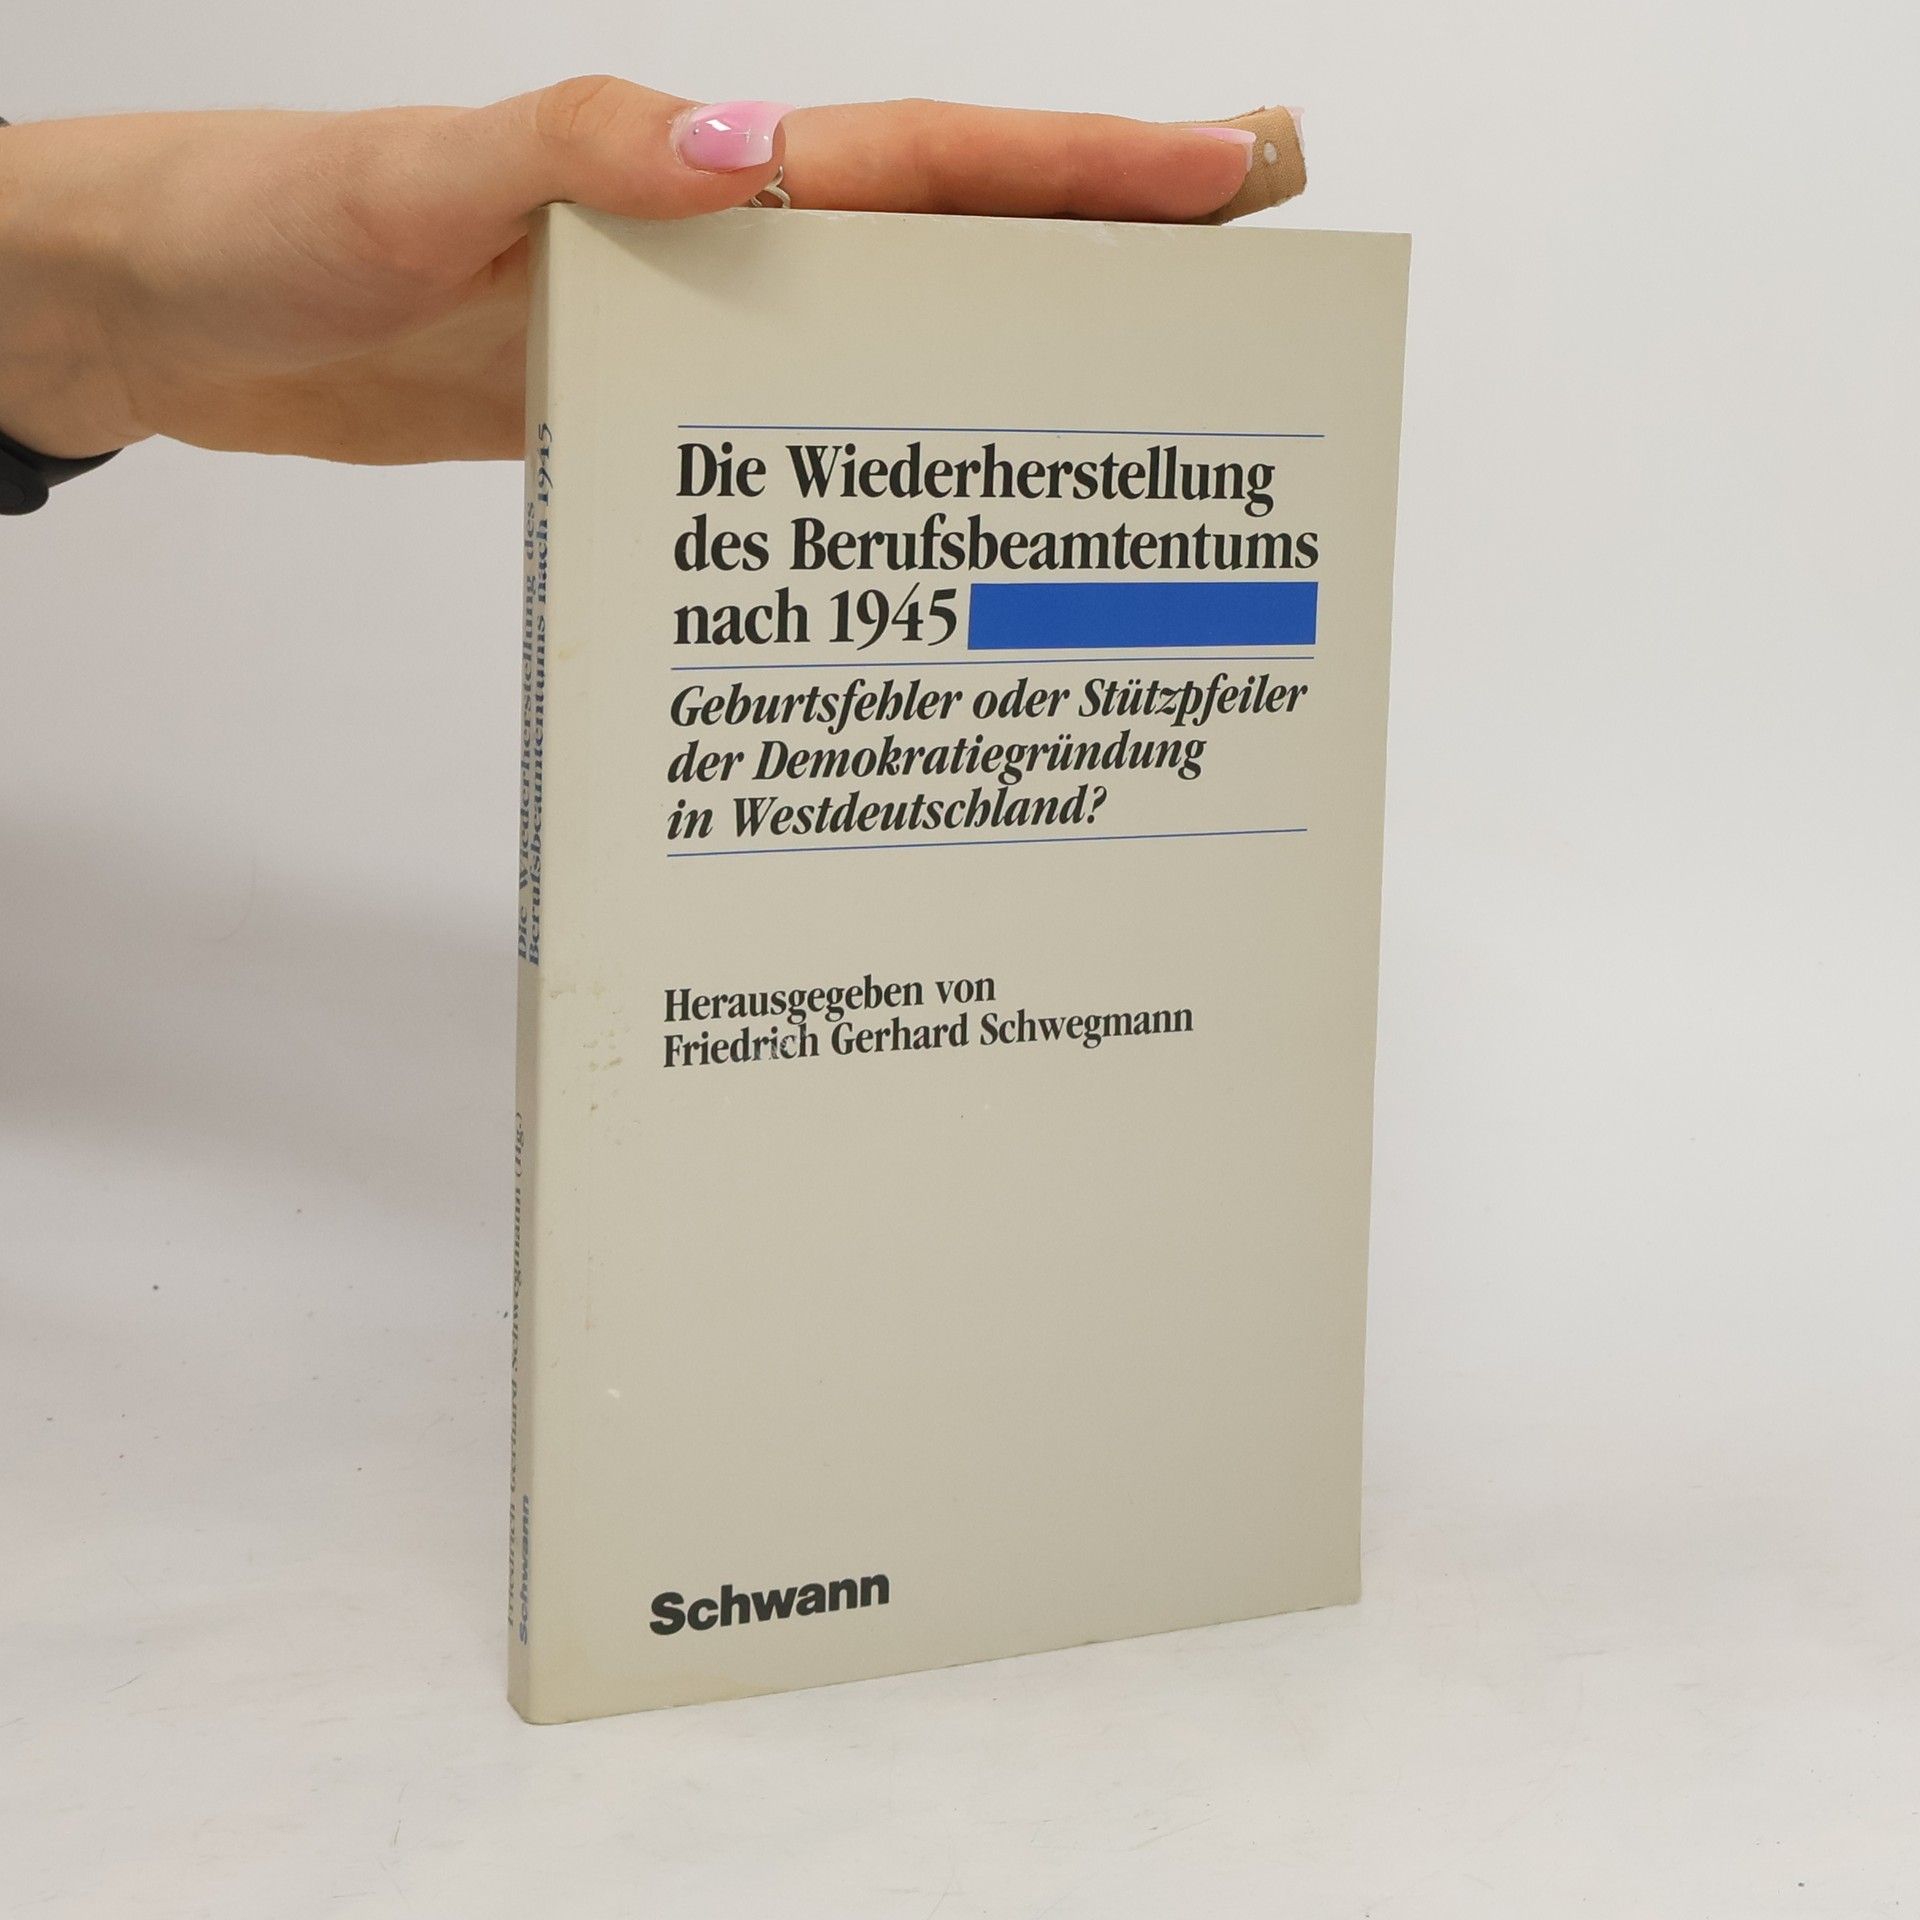 Die Wiederherstellung
des Berufsbeamtentums
nach 1945
Geburtsfehler oder Stützpfeiler
der Demokratiegründung
in Westdeutschland?
Herausgegeben von
Friedrich Gerhard Schwegmann
Schwann
Die Wiederherstellung des
Berufsbeamtentums nach 1945
Friedrich Gerhard Schwegmann (Hg.)
Schwann